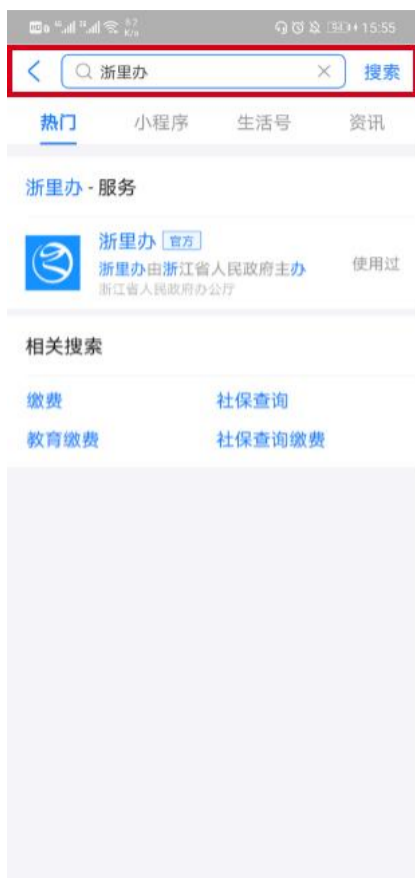 15:55
浙里办 搜索
热门 小程序 生活号 资讯
浙里办 - 服务
浙里办 官方
浙里办由浙江省人民政府主办 使用过
浙江省人民政府办公厅
相关搜索
缴费 社保查询
教育缴费 社保查询缴费